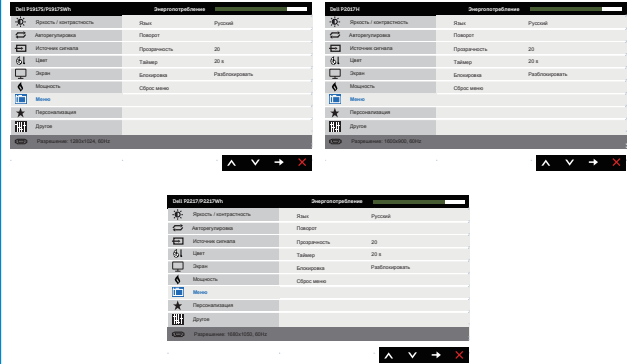 Dell P1917S/P1917SWh Энергопотребление
Яркость / контрастность Язык Русский
Авторегулировка Поворот
Источник сигнала Прозрачность 20
Цвет Таймер 20 s
Экран Блокировка Разблокировать
Мощность Сброс меню
Меню
Персонализация
Другое
Разрешение: 1280x1024, 60Hz
Dell P2017H Энергопотребление
Яркость / контрастность Язык Русский
Авторегулировка Поворот
Источник сигнала Прозрачность 20
Цвет Таймер 20 s
Экран Блокировка Разблокировать
Мощность Сброс меню
Меню
Персонализация
Другое
Разрешение: 1600x900, 60Hz
Dell P2217/P2217Wh Энергопотребление
Яркость / контрастность Язык Русский
Авторегулировка Поворот
Источник сигнала Прозрачность 20
Цвет Таймер 20 s
Экран Блокировка Разблокировать
Мощность Сброс меню
Меню
Персонализация
Другое
Разрешение: 1680x1050, 60Hz